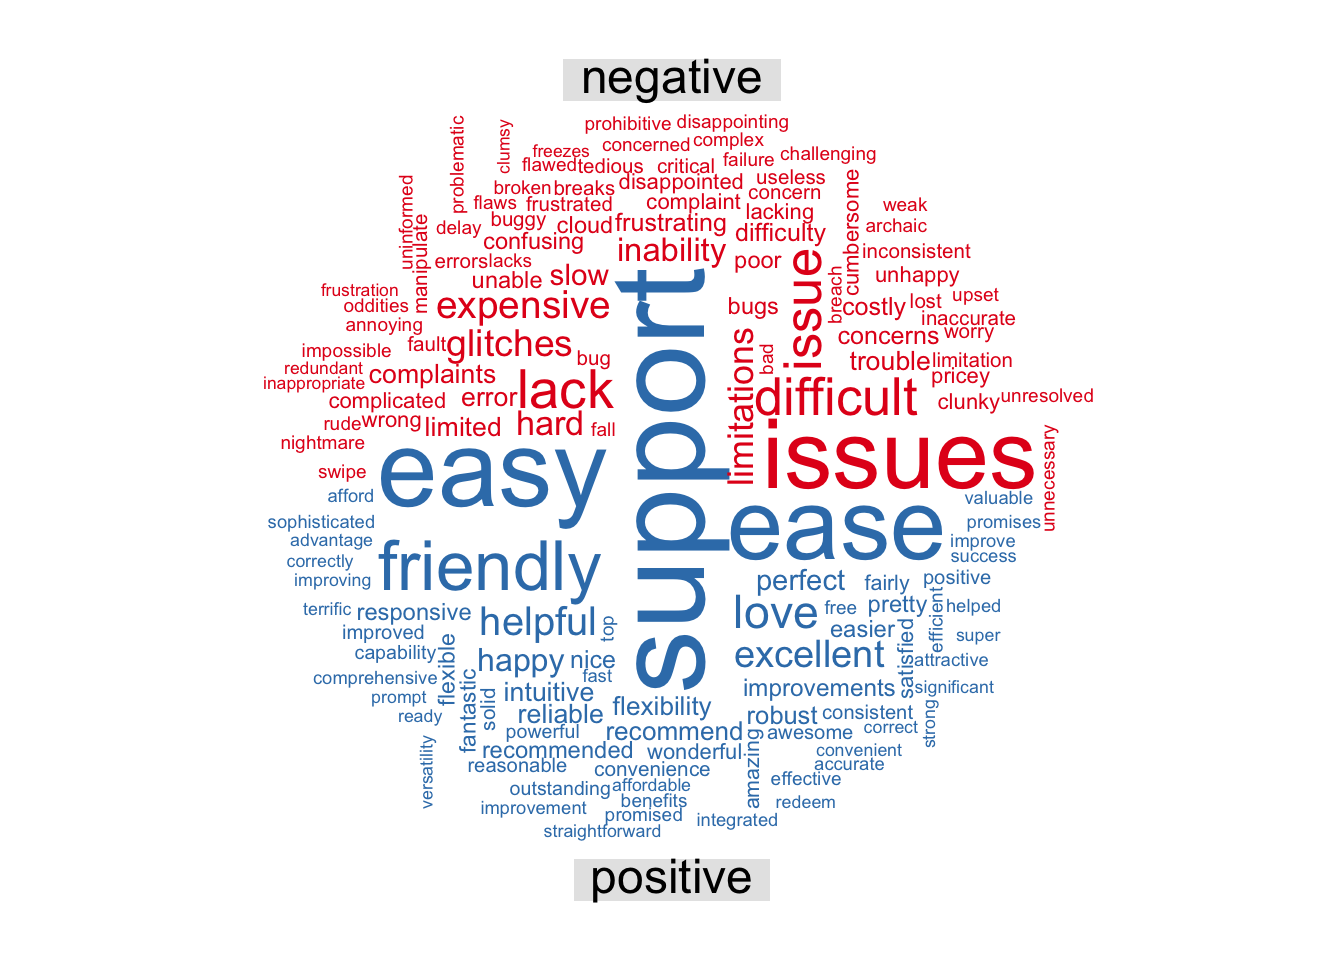 negative
prohibitive
disappointing
problematic
clumsy
concerned
complex
freezes
flawed
tedious
critical
failure
challenging
broken
breaks
disappointed
useless
flaws
frustrated
complaint
concern
cumbersome
weak
uninformed
manipulate
delay
buggy
cloud
frustrating
lacking
archaic
confusing
inability
difficulty
inconsistent
errors
slacks
unable
slow
poor
issue
breach
unhappy
frustration
oddities
annoying
expensive
support
bugs
costly
lost
upset
inaccurate
impossible
fault
glitches
bug
limitations
bad
concerns
worry
redundant
inappropriate
complaints
trouble
limitation
complicated
error
lack
difficult
pricey
clunky
unresolved
rude
wrong
limited
hard
fall
nightmare
swipe
easy
issues
unnecessary
afford
ease
valuable
sophisticated
promises
advantage
improve
correctly
success
improving
friendly
perfect
fairly
positive
terrific
responsive
helpful
top
love
free
pretty
efficient
helped
improved
easier
super
capability
flexible
happy
nice
excellent
satisfied
attractive
comprehensive
fast
prompt
fantastic
solid
intuitive
improvements
significant
ready
reliable
flexibility
robust
consistent
strong
powerful
recommend
awesome
correct
versatility
recommended
wonderful
amazing
convenient
reasonable
convenience
accurate
outstanding
affordable
effective
improvement
benefits
redeem
promised
integrated
straightforward
positive